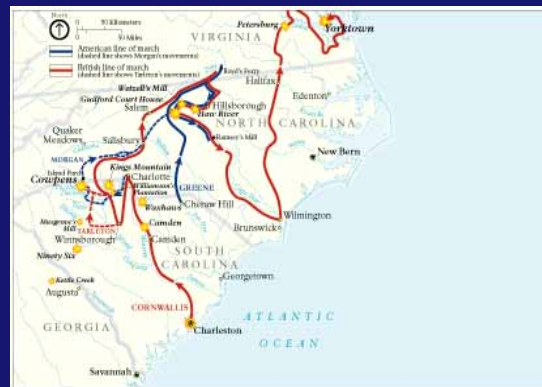 North
0 50 Kilometers
0 50 Miles
American line of march
(dashed line shows Morgan's movements)
British line of march
(dashed line shows Tarleton's movements)
Petersburg
Yorktown
VIRGINIA
Boyd's Ferry
Wetzell's Mill
Guilford Court House
Halifax
Salem
Hillsborough
Haw River
Edenton
NORTH CAROLINA
Quaker
Meadows
Salisbury
Ramsey's Mill
MORGAN
Island Ford
Kings Mountain
New Bern
Cowpens
Charlotte
Williamson's
Plantation
GREENE
Waxhaws
Cheraw Hill
Musgrove's
Mill
TARLETON
Winnsborough
Camden
Camden
Wilmington
Brunswick
Ninety Six
SOUTH
CAROLINA
Kettle Creek
Augusta
Georgetown
CORNWALLIS
ATLANTIC
OCEAN
Charleston
GEORGIA
Savannah